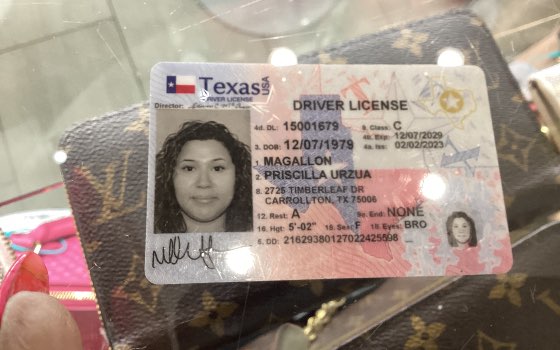 Texas USA
DRIVER LICENSE
Director:
DRIVER LICENSE
4d. DL: 15001679 9. Class: C
4b. Exp: 12/07/2029
3. DOB: 12/07/1979 4a. Iss: 02/02/2023
1 MAGALLON
2 PRISCILLA URZUA
8 2725 TIMBERLEAF DR
CARROLLTON, TX 75006
12. Rest: A 9a. End: NONE
16. Hgt: 5'-02" 15. Sex: F 18. Eyes: BRO
5. DD: 21629380127022425598